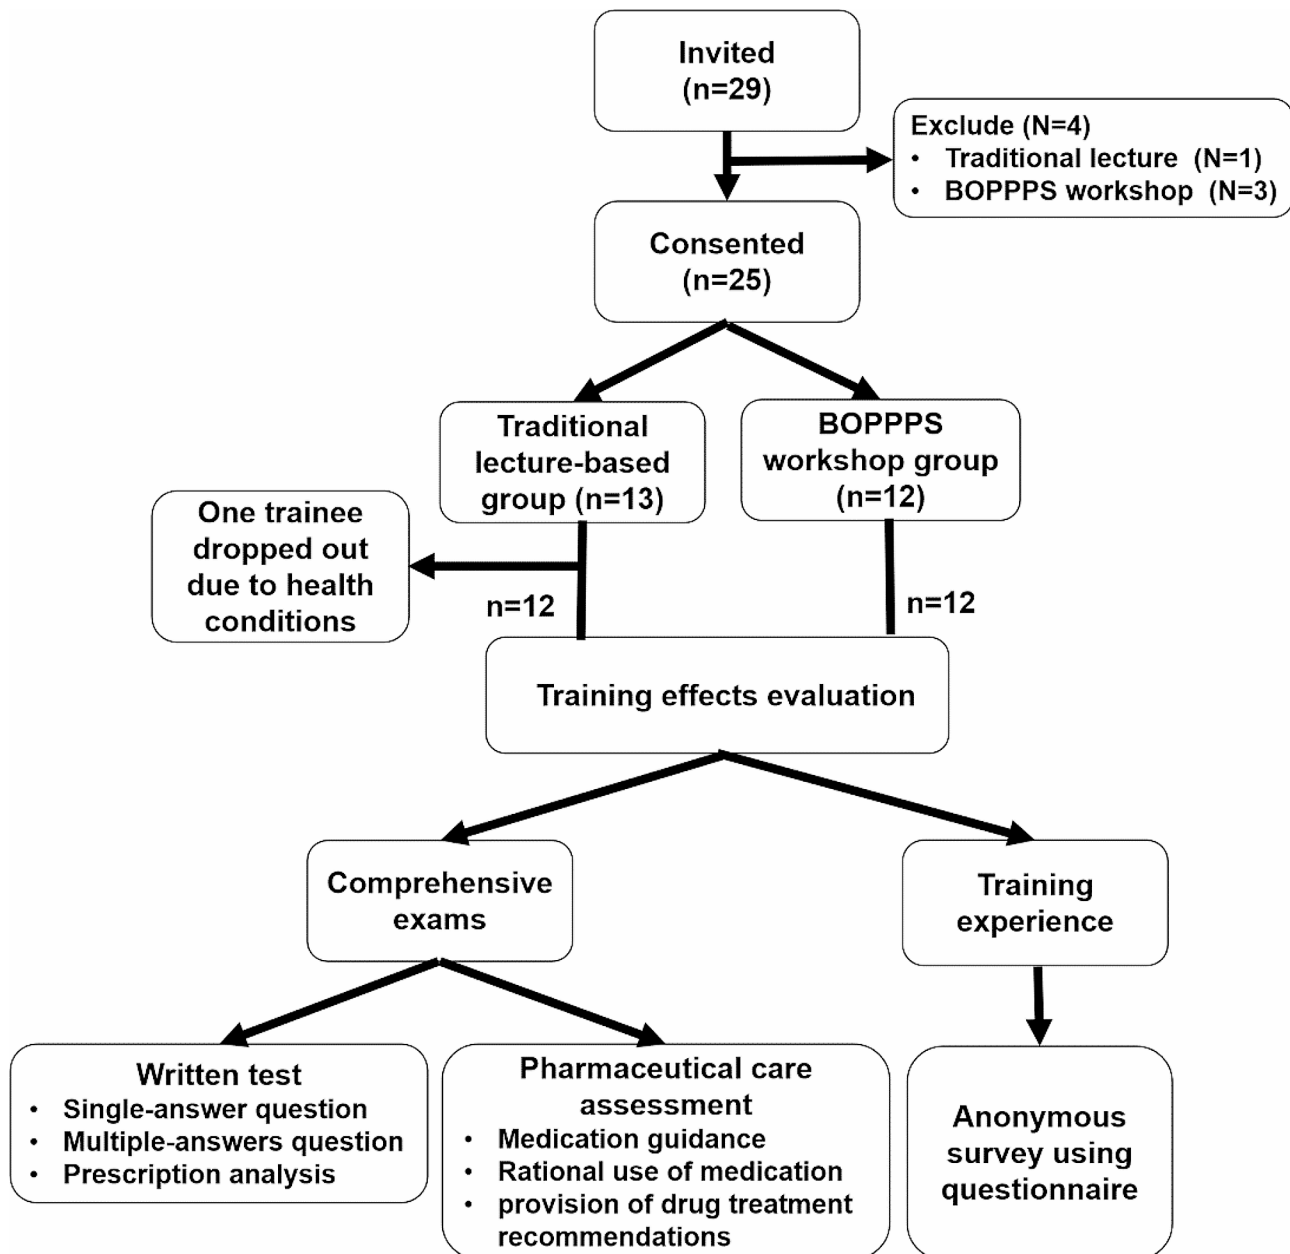 Invited
(n=29)
Exclude (N=4)
• Traditional lecture (N=1)
• BOPPPS workshop (N=3)
Consented
(n=25)
Traditional
lecture-based
group (n=13)
BOPPPS
workshop group
(n=12)
One trainee
dropped out
due to health
conditions
n=12
n=12
Training effects evaluation
Comprehensive
exams
Training
experience
Written test
• Single-answer question
• Multiple-answers question
• Prescription analysis
Pharmaceutical care
assessment
• Medication guidance
• Rational use of medication
• provision of drug treatment
recommendations
Anonymous
survey using
questionnaire